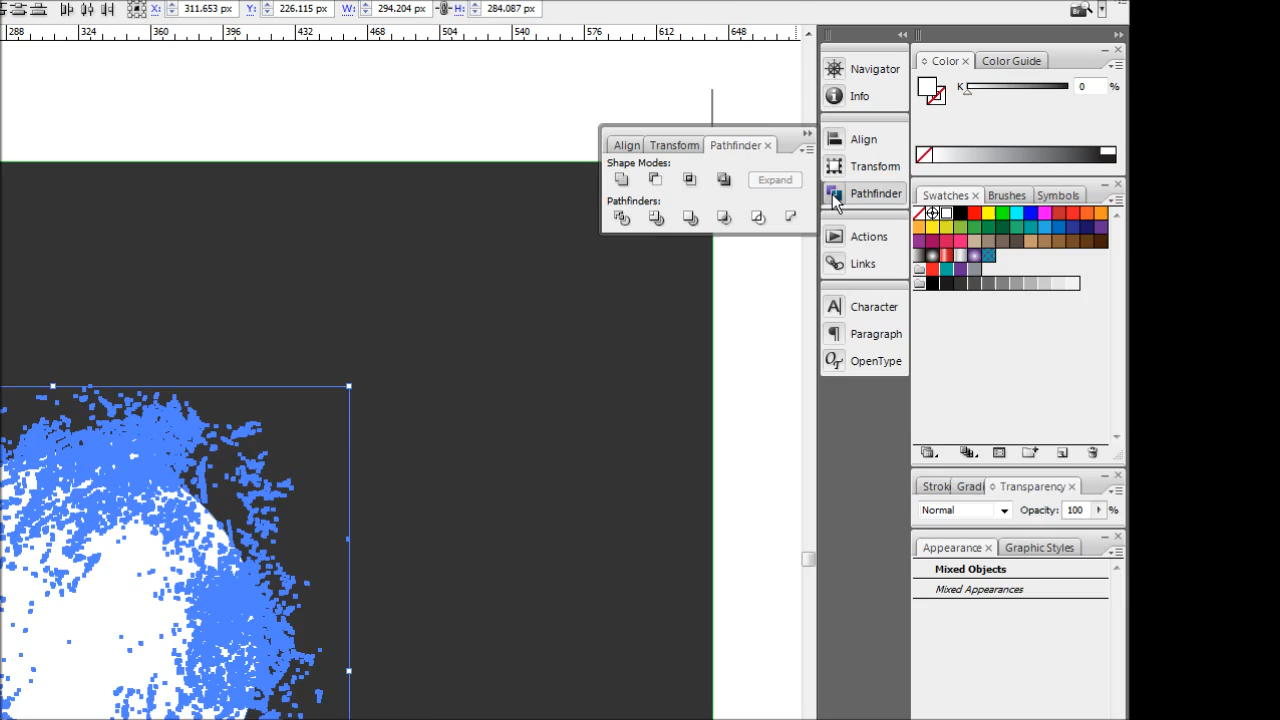 X: 311.653 px Y: 226.115 px W: 294.204 px H: 284.087 px
288 324 360 396 432 468 504 540 576 612 648
Navigator
Info
Align
Transform
Pathfinder
Actions
Links
Character
Paragraph
OpenType
Align Transform Pathfinder
Shape Modes:
Expand
Pathfinders:
Color Color Guide
K 0 %
Swatches Brushes Symbols
Strok Gradi Transparency
Normal Opacity: 100 %
Appearance Graphic Styles
Mixed Objects
Mixed Appearances